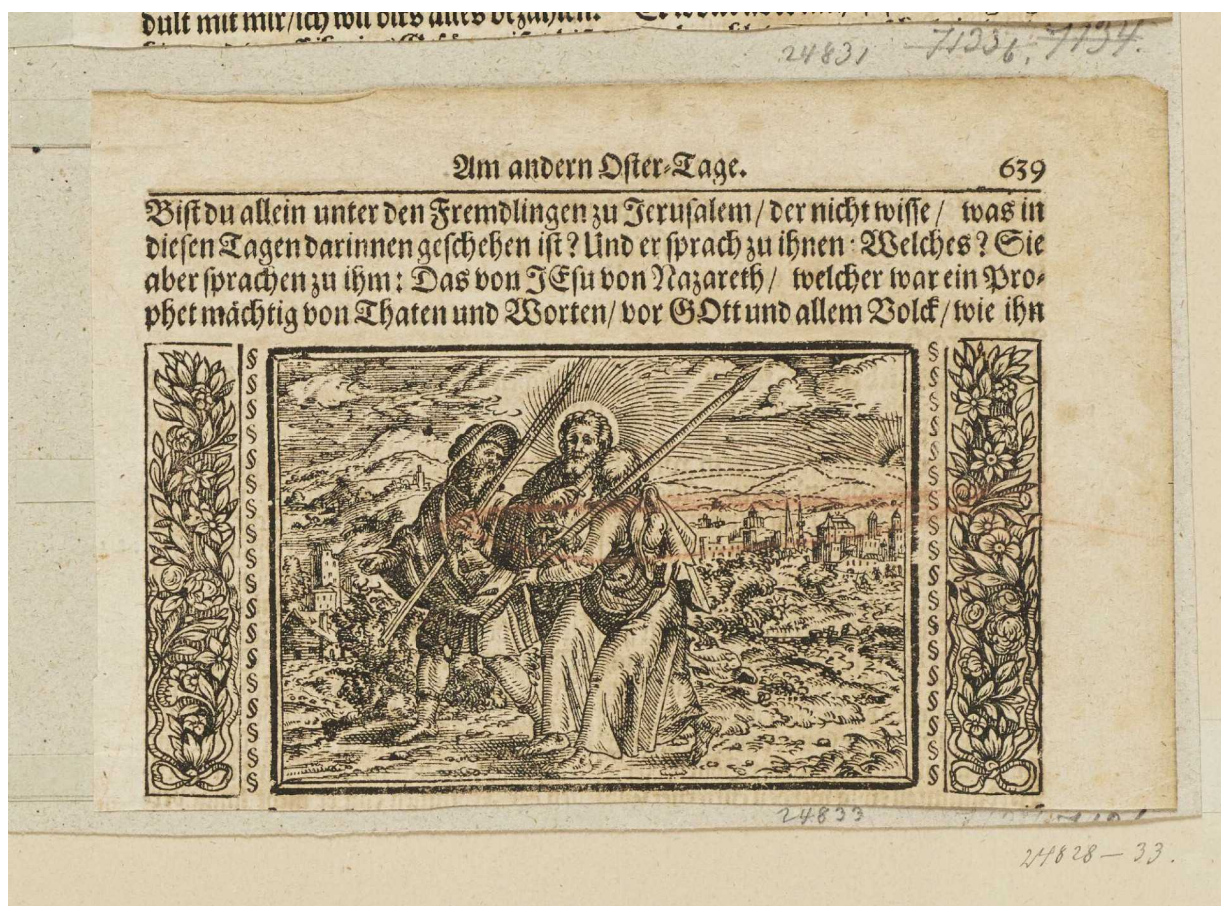 dult mit mir/ich wil dirs alles bezahlen.
24831 71336. 7134.
Am andern Oster-Tage. 639
Bist du allein unter den Fremdlingen zu Jerusalem/ der nicht wisse/ was in
diesen Tagen darinnen geschehen ist? Und er sprach zu ihnen: Welches? Sie
aber sprachen zu ihm: Das von JEsu von Nazareth/ welcher war ein Pro-
phet mächtig von Thaten und Worten/ vor GOtt und allem Volck/ wie ihn
24833
24828-33.